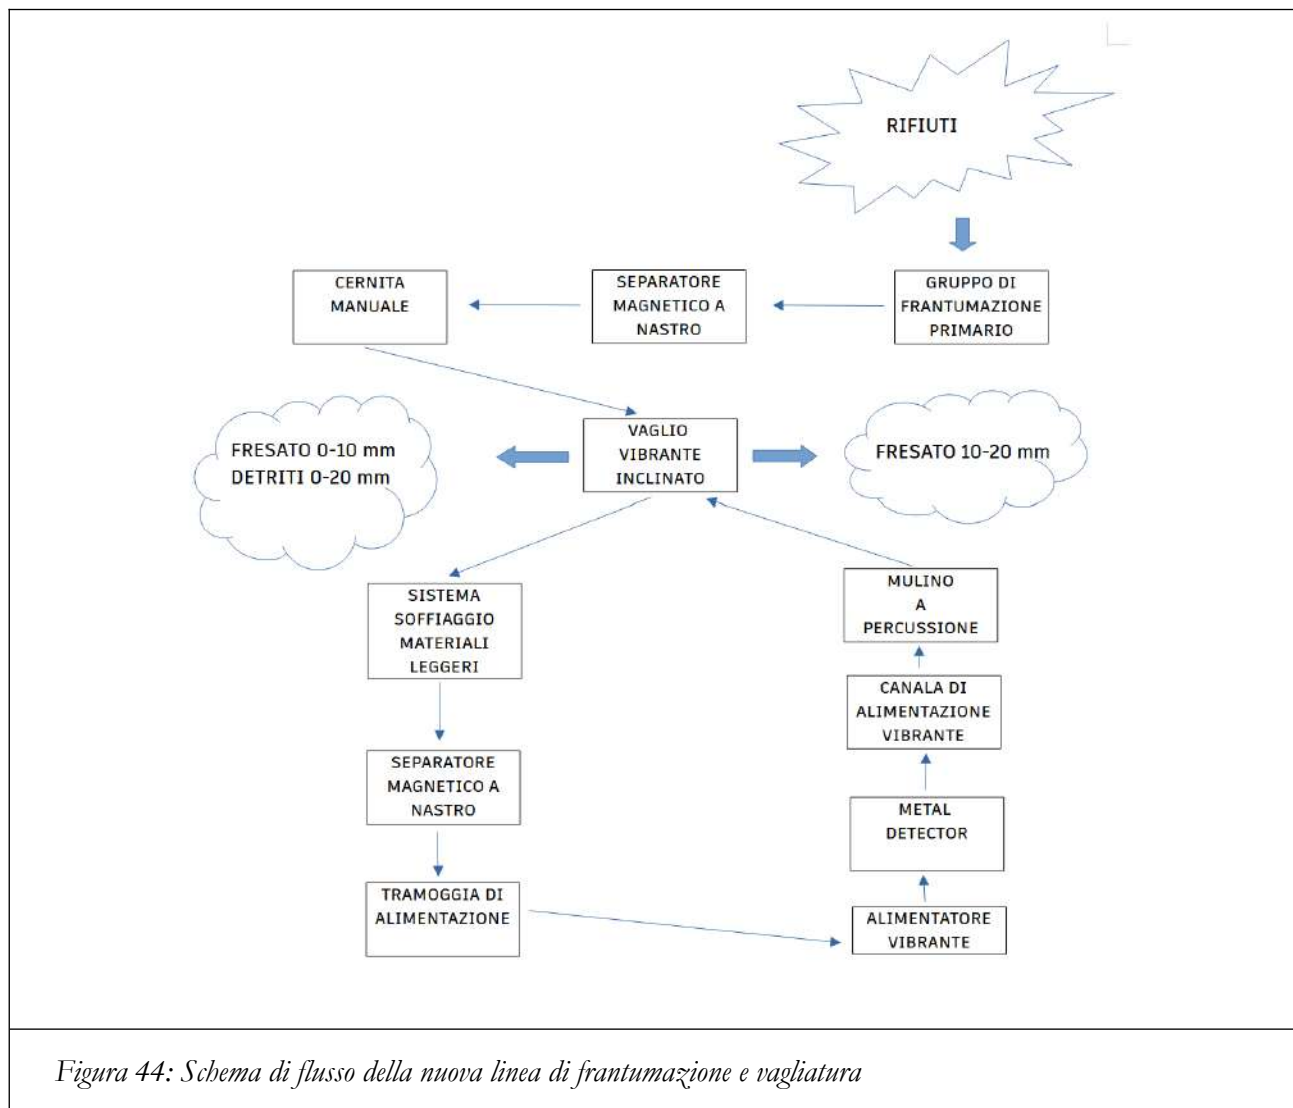 RIFIUTI
GRUPPO DI
FRANTUMAZIONE
PRIMARIO
SEPARATORE
MAGNETICO A
NASTRO
CERNITA
MANUALE
VAGLIO
VIBRANTE
INCLINATO
FRESATO 0-10 mm
DETRITI 0-20 mm
FRESATO 10-20 mm
SISTEMA
SOFFIAGGIO
MATERIALI
LEGGERI
SEPARATORE
MAGNETICO A
NASTRO
TRAMOGGIA DI
ALIMENTAZIONE
ALIMENTATORE
VIBRANTE
METAL
DETECTOR
CANALA DI
ALIMENTAZIONE
VIBRANTE
MULINO
A
PERCUSSIONE
Figura 44: Schema di flusso della nuova linea di frantumazione e vagliatura